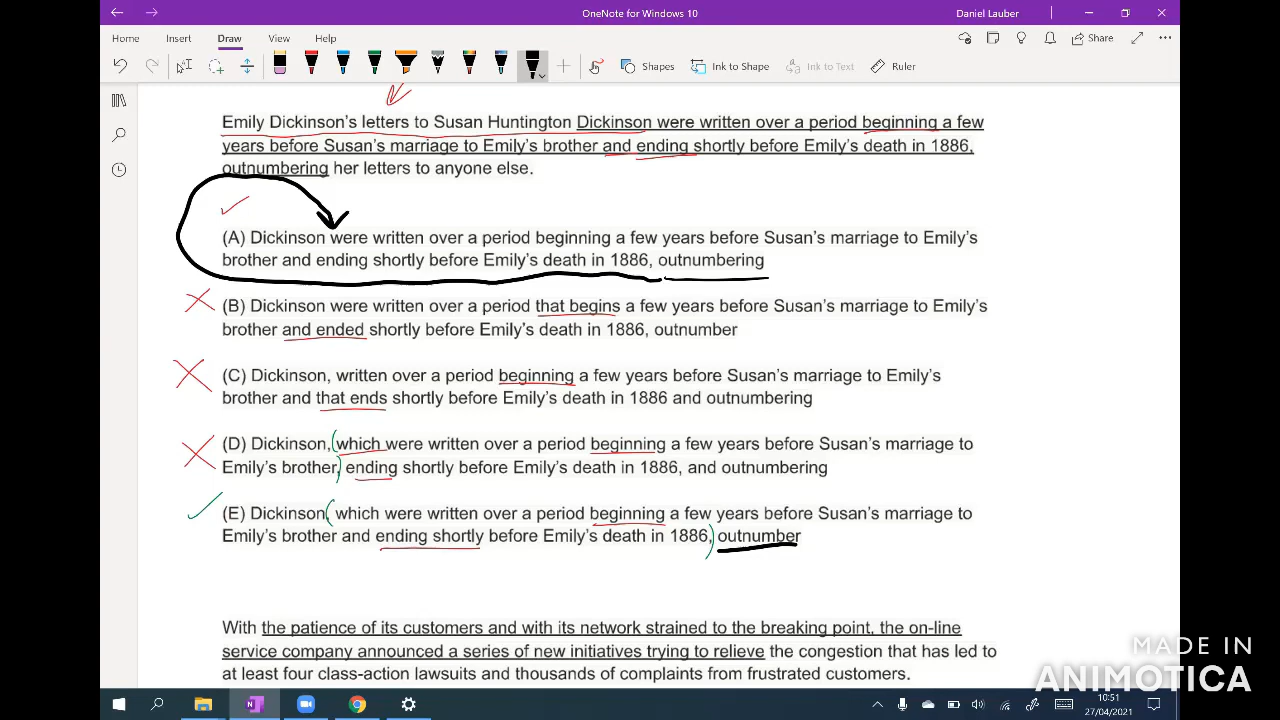 OneNote for Windows 10
Daniel Lauber
Home Insert Draw View Help
Share
Shapes Ink to Shape Ink to Text Ruler
Emily Dickinson's letters to Susan Huntington Dickinson were written over a period beginning a few
years before Susan's marriage to Emily's brother and ending shortly before Emily's death in 1886,
outnumbering her letters to anyone else.
(A) Dickinson were written over a period beginning a few years before Susan's marriage to Emily's
brother and ending shortly before Emily's death in 1886, outnumbering
(B) Dickinson were written over a period that begins a few years before Susan's marriage to Emily's
brother and ended shortly before Emily's death in 1886, outnumber
(C) Dickinson, written over a period beginning a few years before Susan's marriage to Emily's
brother and that ends shortly before Emily's death in 1886 and outnumbering
(D) Dickinson, which were written over a period beginning a few years before Susan's marriage to
Emily's brother, ending shortly before Emily's death in 1886, and outnumbering
(E) Dickinson, which were written over a period beginning a few years before Susan's marriage to
Emily's brother and ending shortly before Emily's death in 1886, outnumber
With the patience of its customers and with its network strained to the breaking point, the on-line
service company announced a series of new initiatives trying to relieve the congestion that has led to
at least four class-action lawsuits and thousands of complaints from frustrated customers.
MADE IN
ANIMOTICA
10:51
27/04/2021